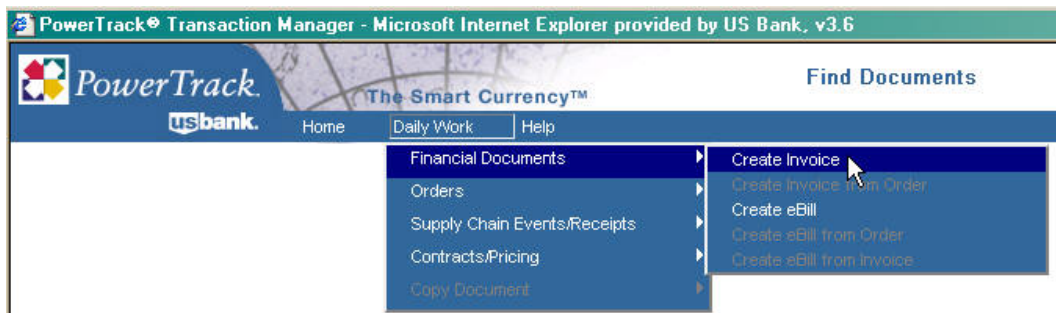 PowerTrack® Transaction Manager - Microsoft Internet Explorer provided by US Bank, v3.6
PowerTrack.
The Smart Currency™
Find Documents
usbank.
Home Daily Work Help
Financial Documents
Create Invoice
Create Invoice from Order
Orders
Create eBill
Supply Chain Events/Receipts
Create eBill from Order
Contracts/Pricing
Create eBill from Invoice
Copy Document